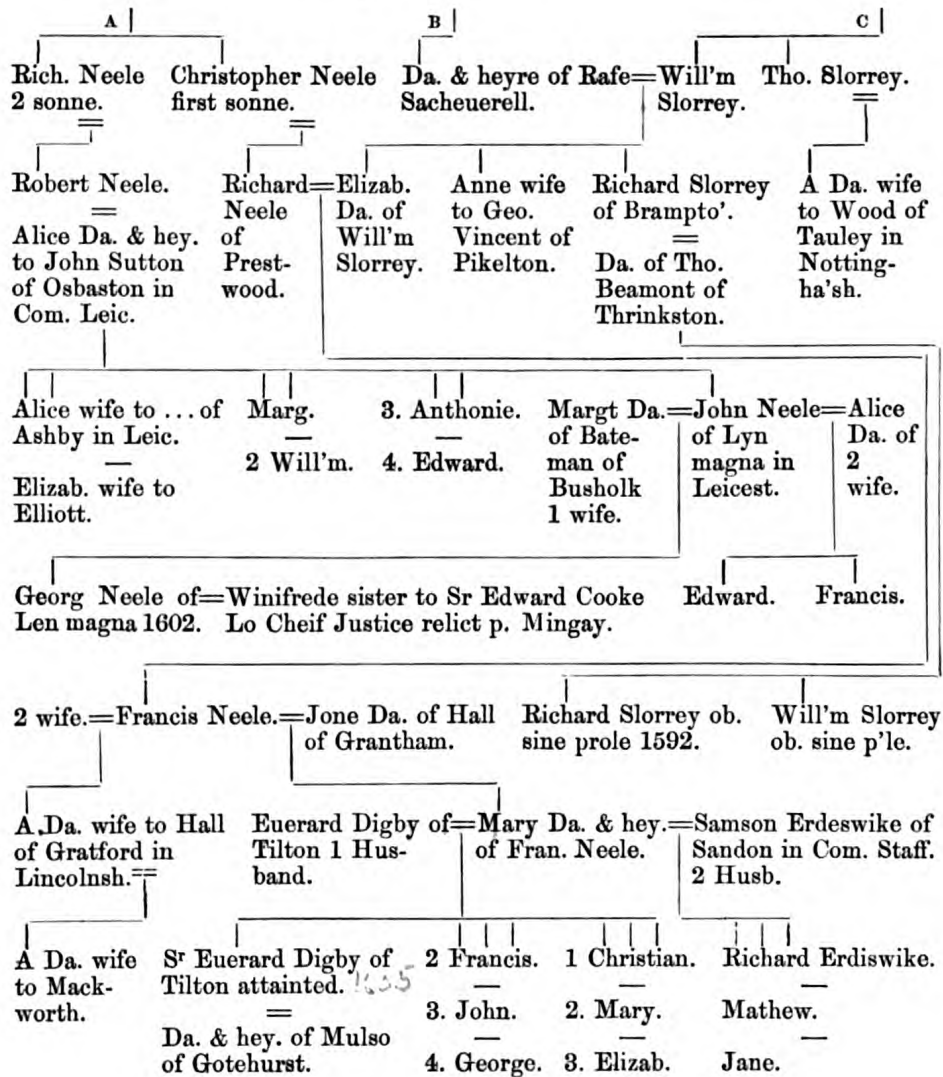 A B C
Rich. Neele
2 sonne.
Christopher Neele
first sonne.
Da. & heyre of Rafe=Will'm
Sacheuerell. Slorrey.
Tho. Slorrey.
=
Robert Neele.
=
Alice Da. & hey.
to John Sutton
of Osbaston in
Com. Leic.
Richard=Elizab.
Neele Da. of
of Will'm
Prest- Slorrey.
wood.
Anne wife
to Geo.
Vincent of
Pikelton.
Richard Slorrey
of Brampto'.
=
Da. of Tho.
Beamont of
Thrinkston.
A Da. wife
to Wood of
Tauley in
Notting-
ha'sh.
Alice wife to ... of
Ashby in Leic.
—
Elizab. wife to
Elliott.
Marg.
—
2 Will'm.
3. Anthonie.
—
4. Edward.
Margt Da.=John Neele=Alice
of Bate- of Lyn Da. of
man of magna in 2
Busholk Leicest. wife.
1 wife.
Georg Neele of=Winifrede sister to Sr Edward Cooke
Len magna 1602. Lo Cheif Justice relict p. Mingay.
Edward. Francis.
2 wife.=Francis Neele.=Jone Da. of Hall
of Grantham.
Richard Slorrey ob.
sine prole 1592.
Will'm Slorrey
ob. sine p'le.
A Da. wife to Hall
of Gratford in
Lincolnsh.=
Euerard Digby of=Mary Da. & hey.=Samson Erdeswike of
Tilton 1 Hus- of Fran. Neele. Sandon in Com. Staff.
band. 2 Husb.
A Da. wife
to Mack-
worth.
Sr Euerard Digby of
Tilton attainted.
=
Da. & hey. of Mulso
of Gotehurst.
2 Francis.
—
3. John.
—
4. George.
1 Christian.
—
2. Mary.
—
3. Elizab.
Richard Erdiswike.
—
Mathew.
—
Jane.